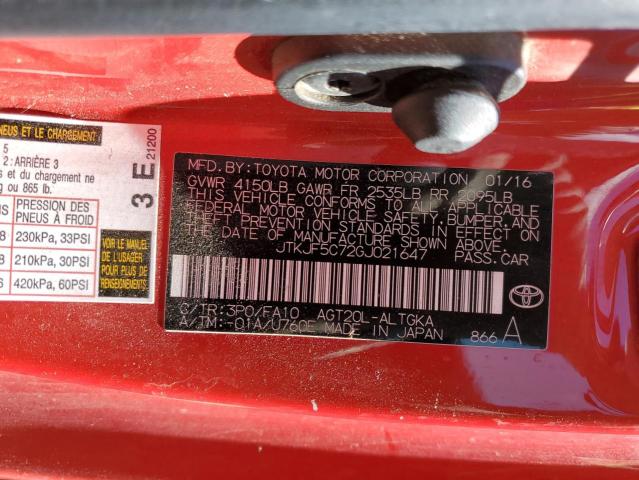 PNEUS ET LE CHARGEMENT
5
2 : ARRIÈRE 3
et du chargement ne
ou 865 lb.
PRESSION DES
PNEUS À FROID
230kPa, 33PSI
210kPa, 30PSI
420kPa, 60PSI
VOIR LE
MANUEL DE
L'USAGER
POUR PLUS DE
RENSEIGNEMENTS
3 E 21200
MFD.BY:TOYOTA MOTOR CORPORATION 01/16
GVWR 4150LB GAWR FR 2535LB RR 2095LB
THIS VEHICLE CONFORMS TO ALL APPLICABLE
FEDERAL MOTOR VEHICLE SAFETY, BUMPER, AND
THEFT PREVENTION STANDARDS IN EFFECT ON
THE DATE OF MANUFACTURE SHOWN ABOVE.
JTKJF5C72GJ021647 PASS.CAR
C/TR:3P0/FA10 AGT20L-ALTGKA
A/TM:-01A/U760E MADE IN JAPAN 866 A
TOYOTA